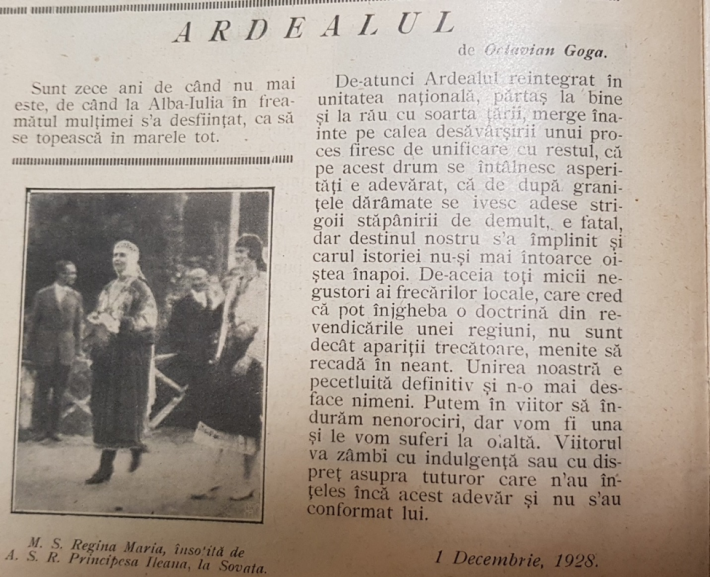 ARDEALUL
de Octavian Goga.
Sunt zece ani de când nu mai
este, de când la Alba-Iulia în frea-
mătul mulțimei s'a desființat, ca să
se topească în marele tot.
M. S. Regina Maria, însoțită de
A. S. R. Principesa Ileana, la Sovata.
De-atunci Ardealul reintegrat în
unitatea națională, părtaș la bine
și la rău cu soarta țării, merge îna-
inte pe calea desăvârșirii unui pro-
ces firesc de unificare cu restul, că
pe acest drum se întâlnesc asperi-
tăți e adevărat, că de după grani-
țele dărâmate se ivesc adese stri-
goii stăpânirii de demult, e fatal,
dar destinul nostru s'a împlinit și
carul istoriei nu-și mai întoarce oi-
ștea înapoi. De-aceia toți micii ne-
gustori ai frecărilor locale, care cred
că pot înjgheba o doctrină din re-
vendicările unei regiuni, nu sunt
decât apariții trecătoare, menite să
recadă în neant. Unirea noastră e
pecetluită definitiv și n-o mai des-
face nimeni. Putem în viitor să în-
durăm nenorociri, dar vom fi una
și le vom suferi la olaltă. Viitorul
va zâmbi cu indulgență sau cu dis-
preț asupra tuturor care n'au în-
țeles încă acest adevăr și nu s'au
conformat lui.
1 Decembrie, 1928.